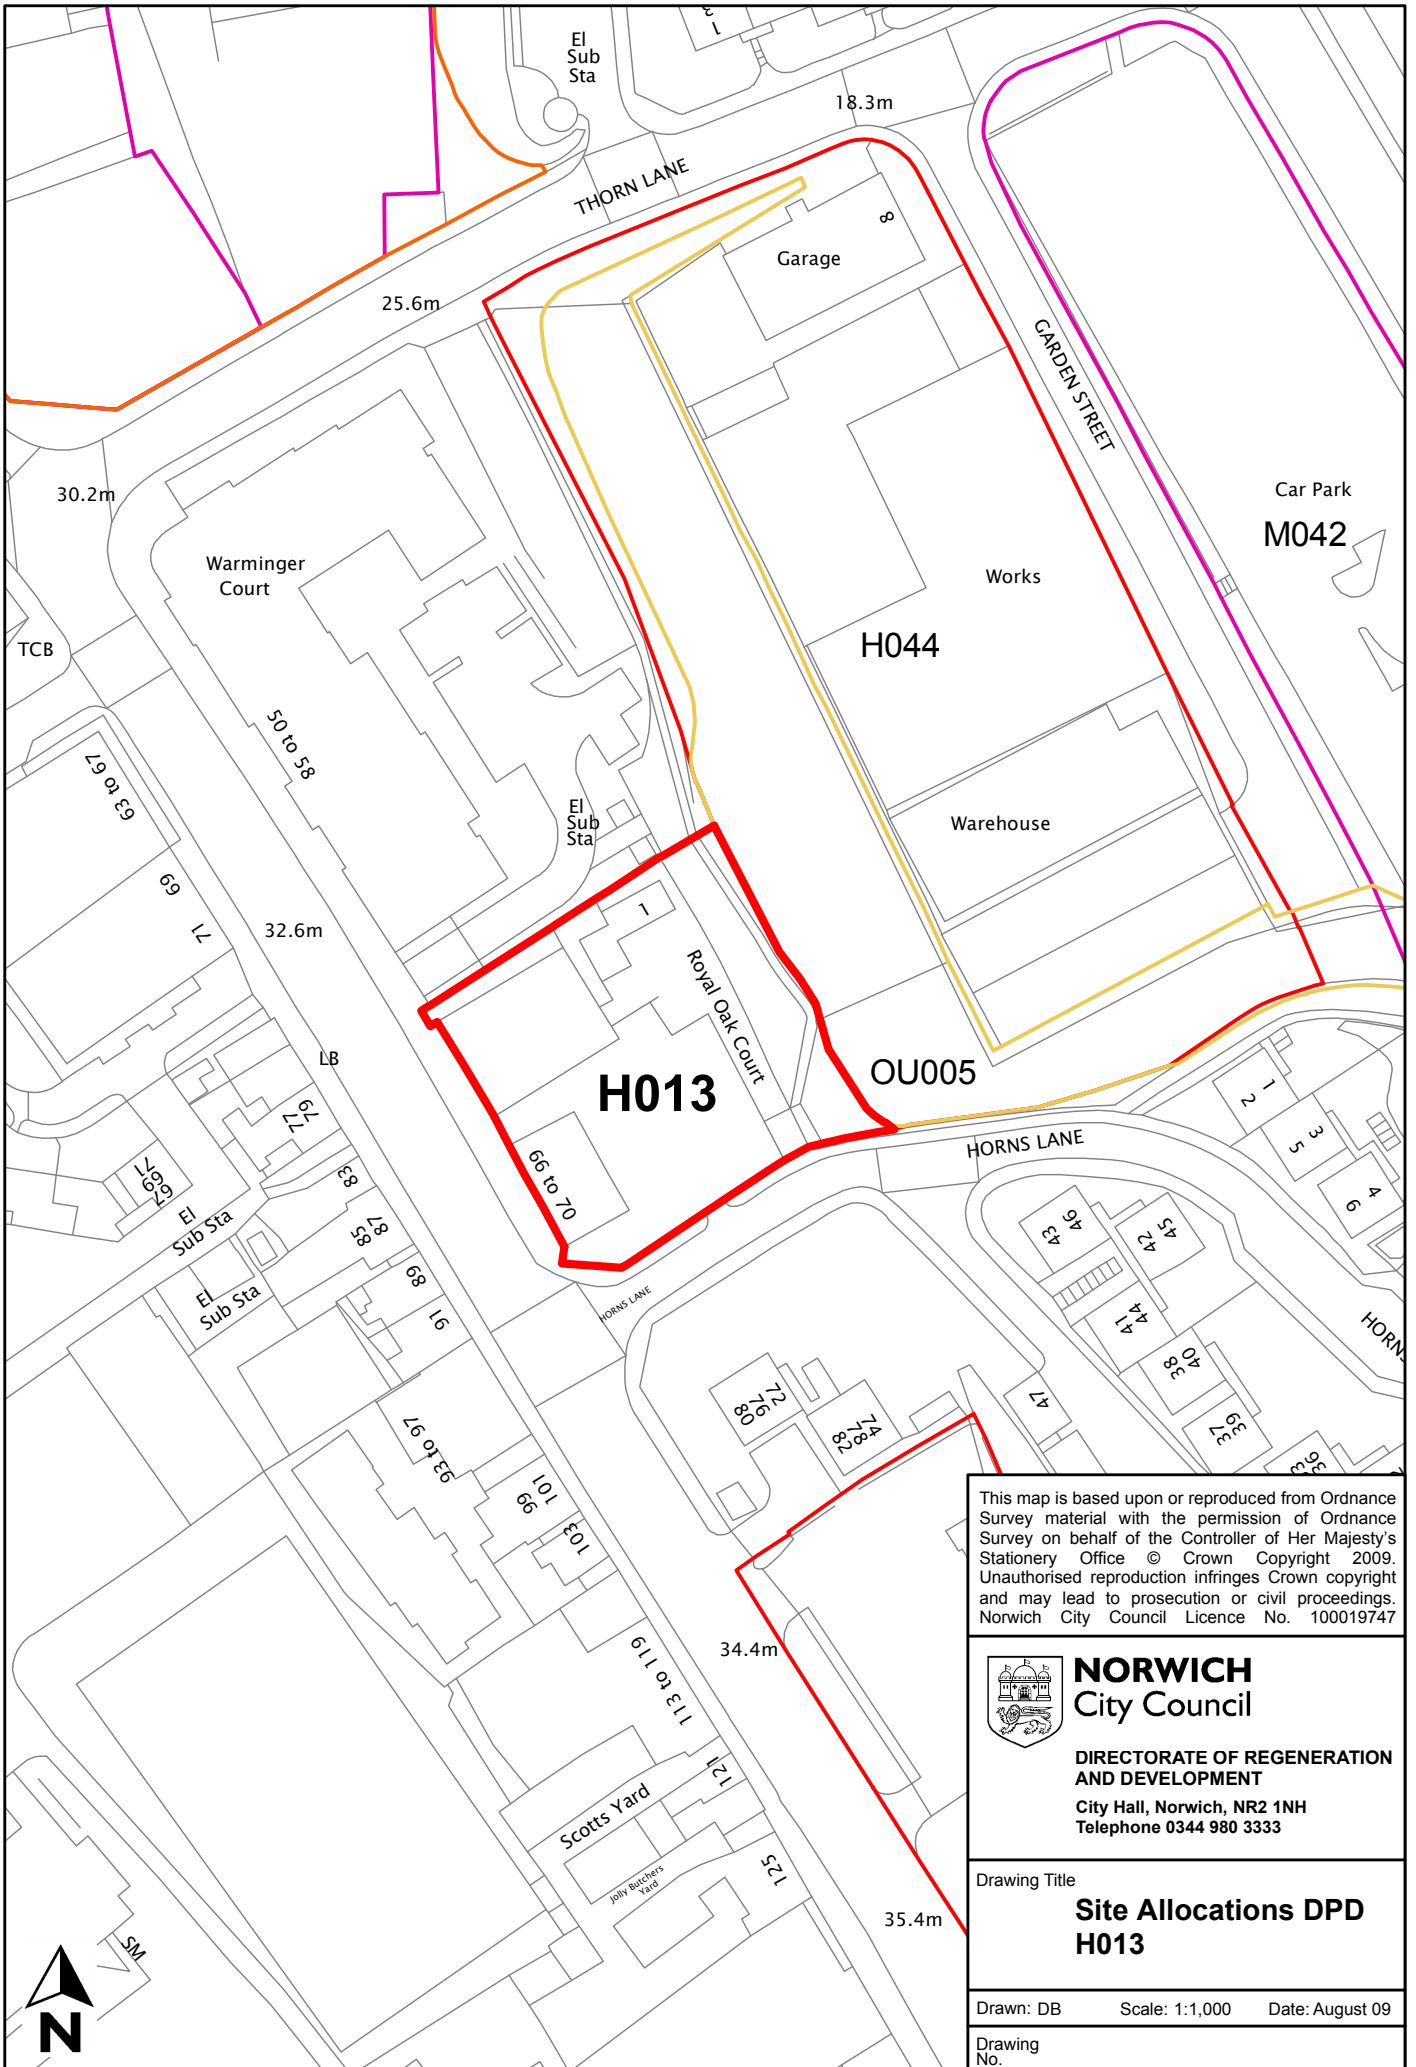 El
Sub
Sta
18.3m
THORN LANE
8
Garage
25.6m
GARDEN STREET
30.2m
Car Park
M042
Warminger
Court
Works
TCB
H044
50 to 58
63 to 67
El
Sub
Sta
Warehouse
69
1
71
32.6m
Royal Oak Court
LB
OU005
H013
79
77
1
2
3
5
HORNS LANE
71
69
67
83
66 to 70
4
6
El
Sub Sta
87
85
46
43
45
42
89
El
Sub Sta
HORNS LANE
91
44
41
HORNS
40
38
72
76
80
47
74
78
82
39
37
93 to 97
36
101
99
103
This map is based upon or reproduced from Ordnance
Survey material with the permission of Ordnance
Survey on behalf of the Controller of Her Majesty's
Stationery Office © Crown Copyright 2009.
Unauthorised reproduction infringes Crown copyright
and may lead to prosecution or civil proceedings.
Norwich City Council Licence No. 100019747
34.4m
113 to 119
NORWICH
City Council
121
DIRECTORATE OF REGENERATION
AND DEVELOPMENT
City Hall, Norwich, NR2 1NH
Telephone 0344 980 3333
Scotts Yard
125
Jolly Butchers
Yard
Drawing Title
Site Allocations DPD
H013
35.4m
SM
N
Drawn: DB Scale: 1:1,000 Date: August 09
Drawing
No.